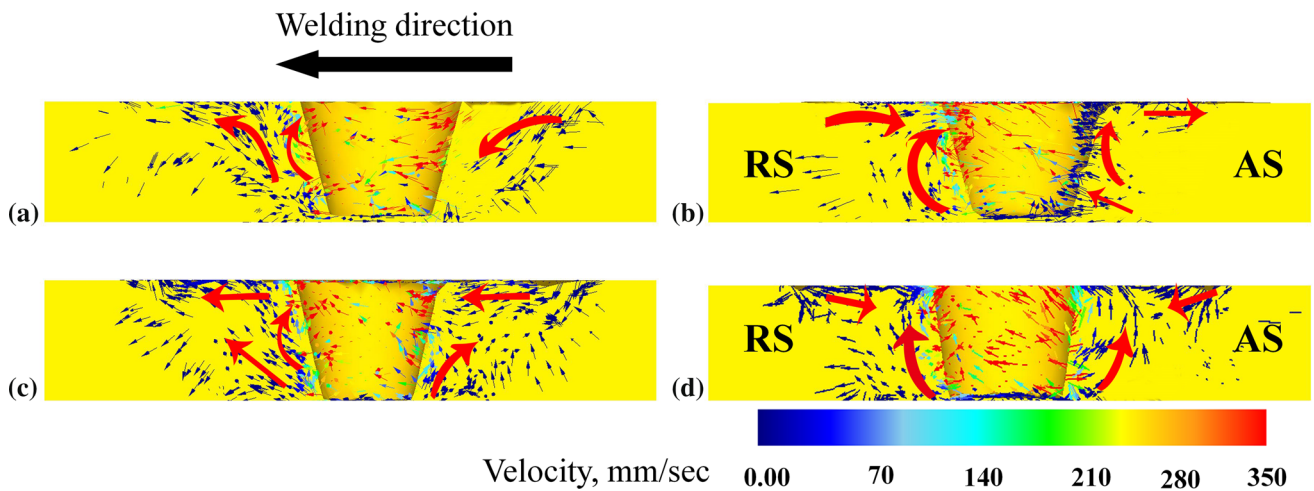 Welding direction
(a)
RS
AS
(b)
(c)
RS
AS
(d)
Velocity, mm/sec
0.00 70 140 210 280 350